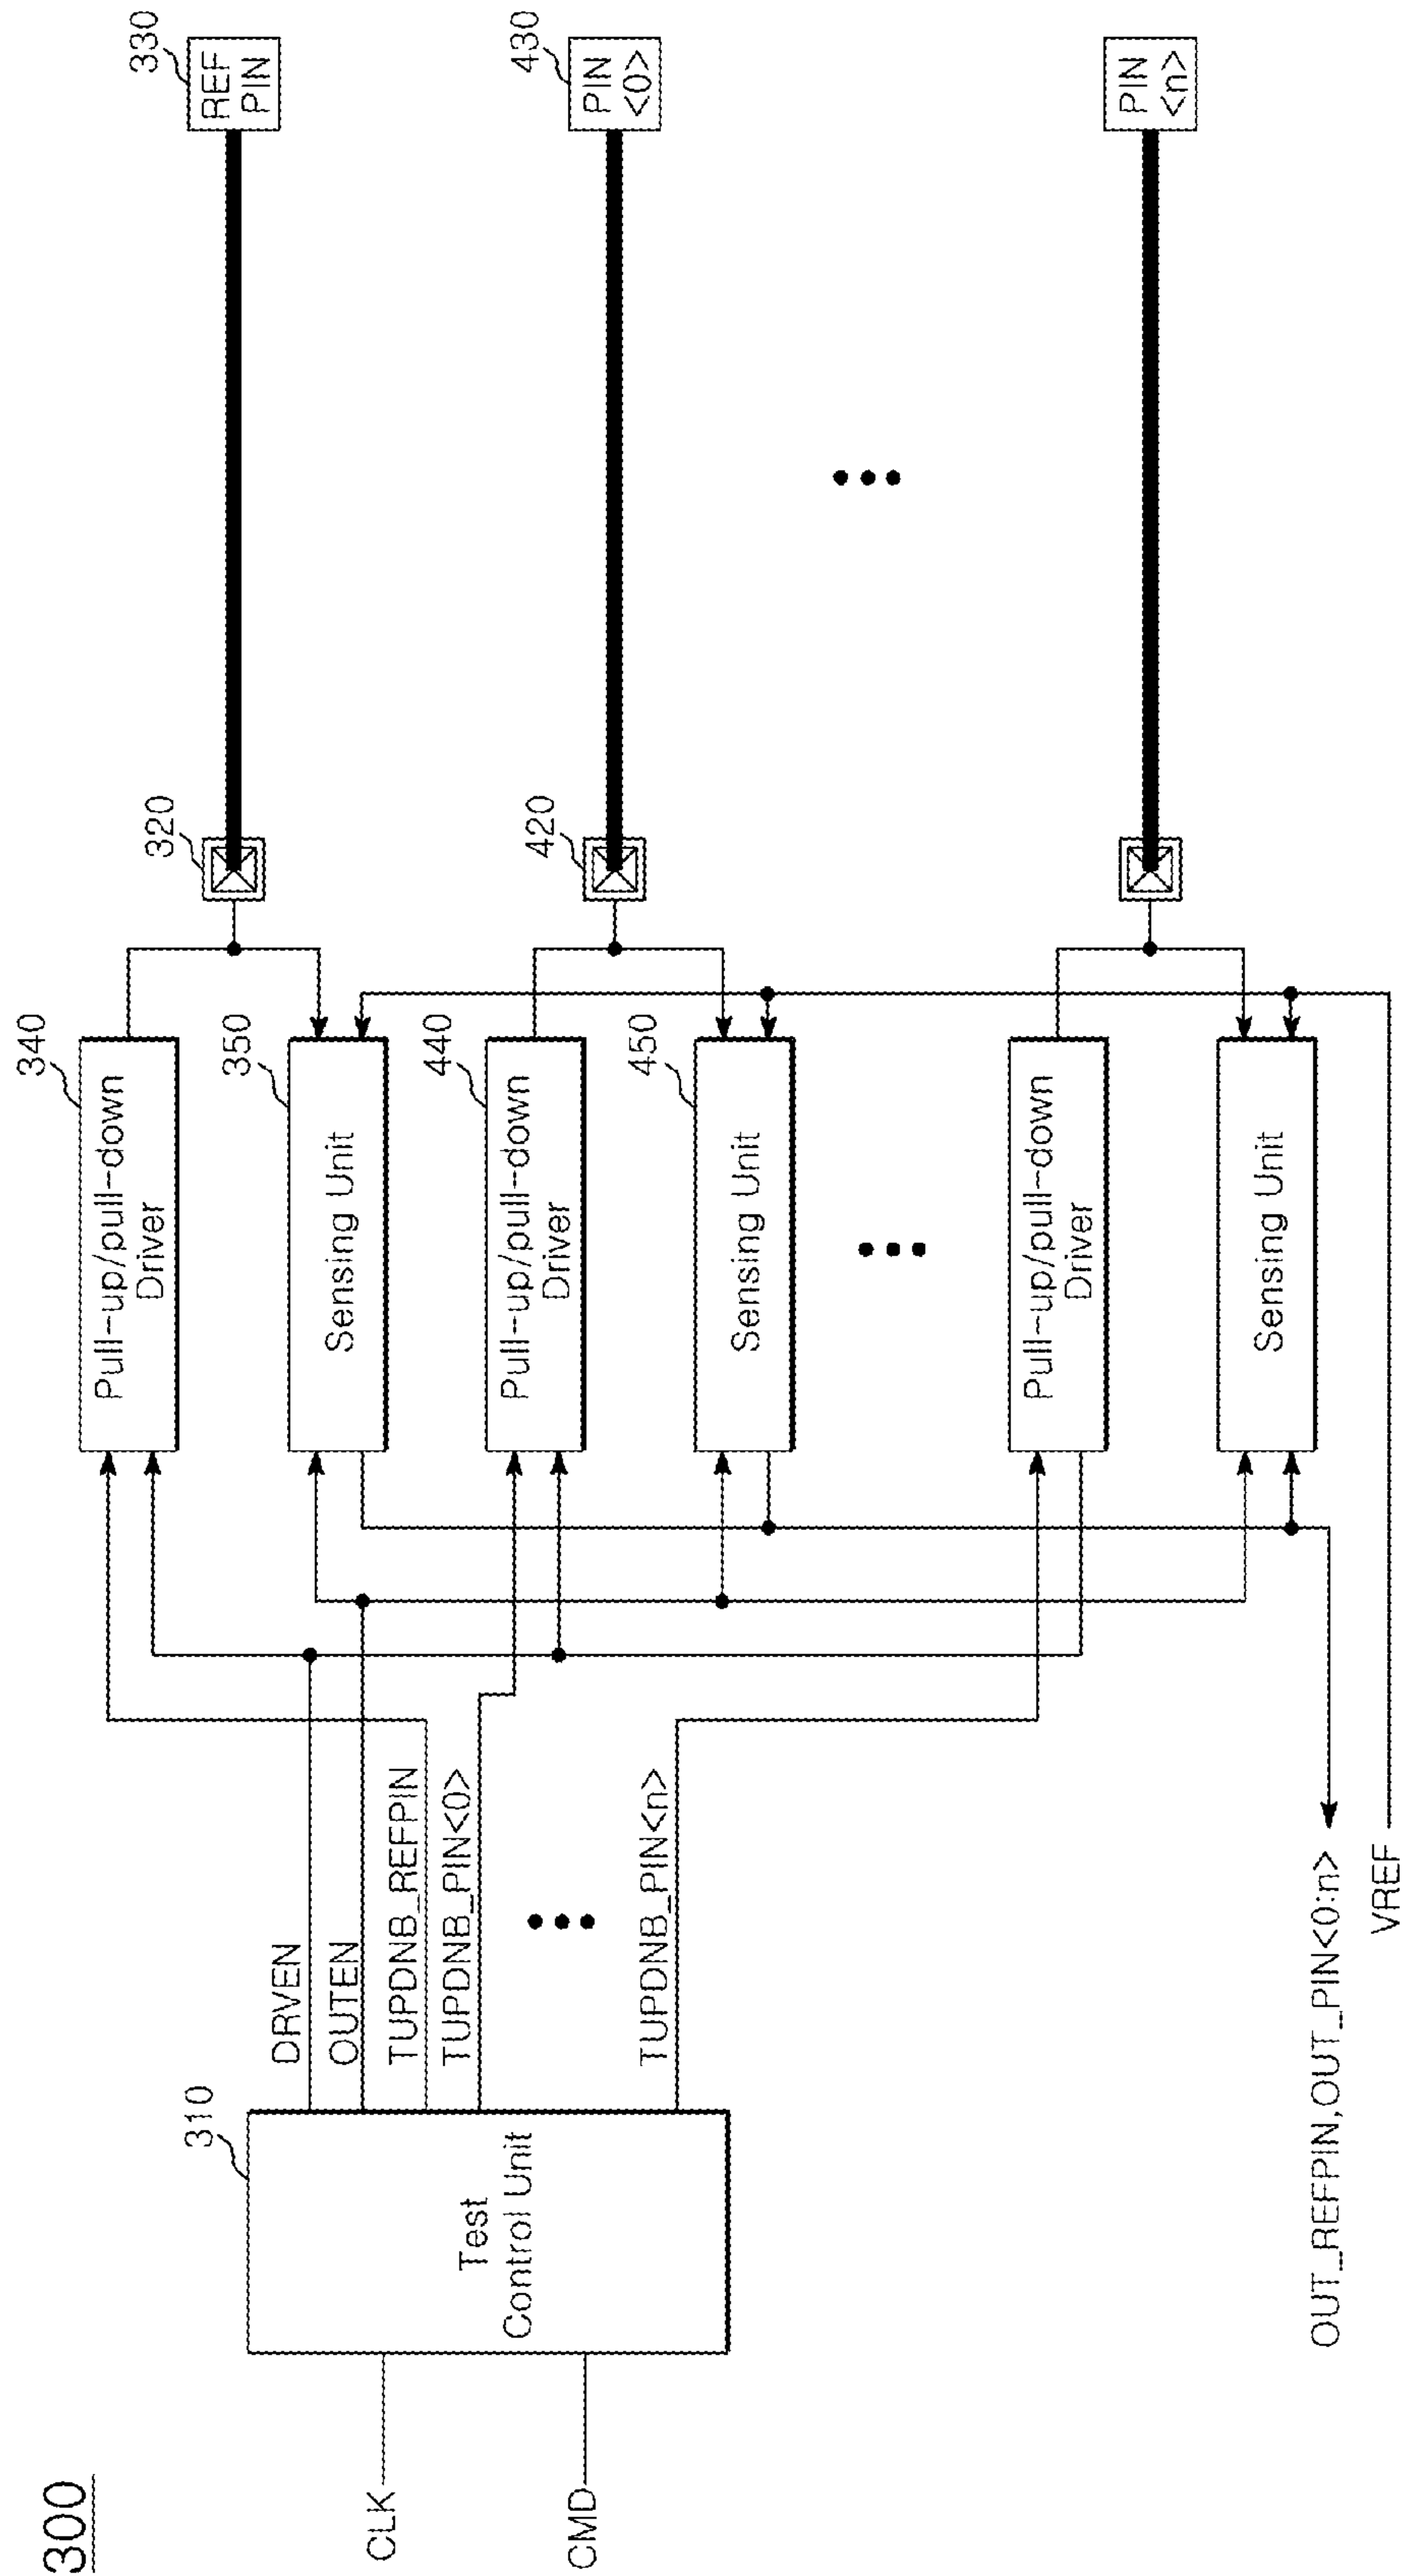 300
CLK
CMD
310
Test
Control Unit
DRVEN
OUTEN
TUPDNB_REFPIN
TUPDNB_PIN<0>
TUPDNB_PIN<n>
OUT_REFPIN,OUT_PIN<0:n>
VREF
340
Pull-up/pull-down
Driver
350
Sensing Unit
440
Pull-up/pull-down
Driver
450
Sensing Unit
Pull-up/pull-down
Driver
Sensing Unit
320
420
330
REF
PIN
430
PIN
<0>
PIN
<n>